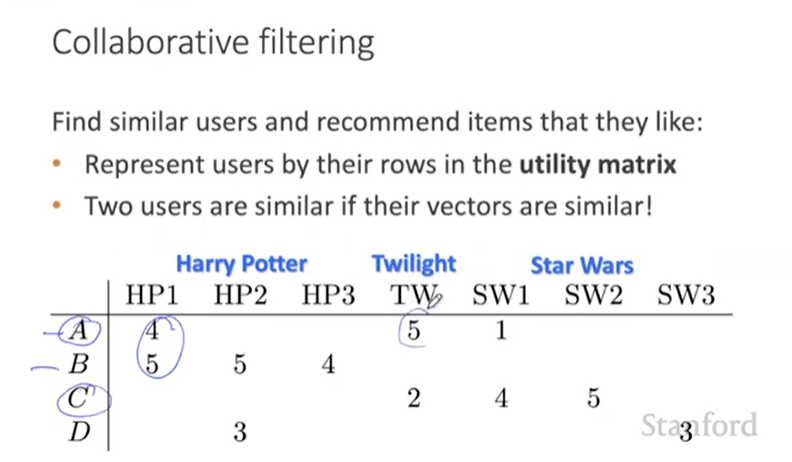 Collaborative filtering
Find similar users and recommend items that they like:
• Represent users by their rows in the utility matrix
• Two users are similar if their vectors are similar!
Harry Potter Twilight Star Wars
HP1 HP2 HP3 TW SW1 SW2 SW3
A 4 5 1
B 5 5 4
C 2 4 5
D 3 3
Stanford